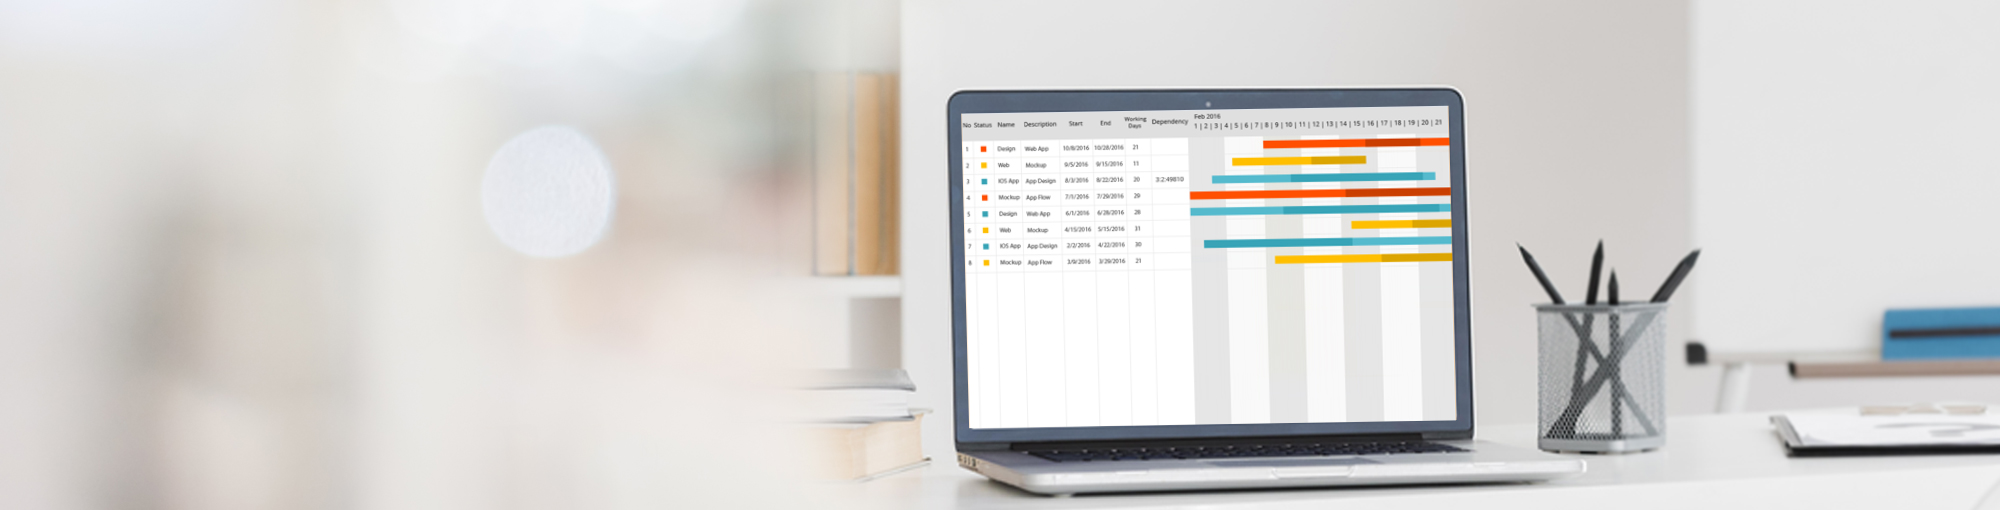 Feb 2016
No Status Name Description Start End Working Days Dependency 1 | 2 | 3 | 4 | 5 | 6 | 7 | 8 | 9 | 10 | 11 | 12 | 13 | 14 | 15 | 16 | 17 | 18 | 19 | 20 | 21
1 Design Web App 10/8/2016 10/28/2016 21
2 Web Mockup 9/5/2016 9/15/2016 11
3 IOS App App Design 8/3/2016 8/22/2016 20 3:2:49810
4 Mockup App Flow 7/1/2016 7/29/2016 29
5 Design Web App 6/1/2016 6/28/2016 28
6 Web Mockup 4/15/2016 5/15/2016 31
7 IOS App App Design 2/2/2016 4/22/2016 30
8 Mockup App Flow 3/9/2016 3/29/2016 21